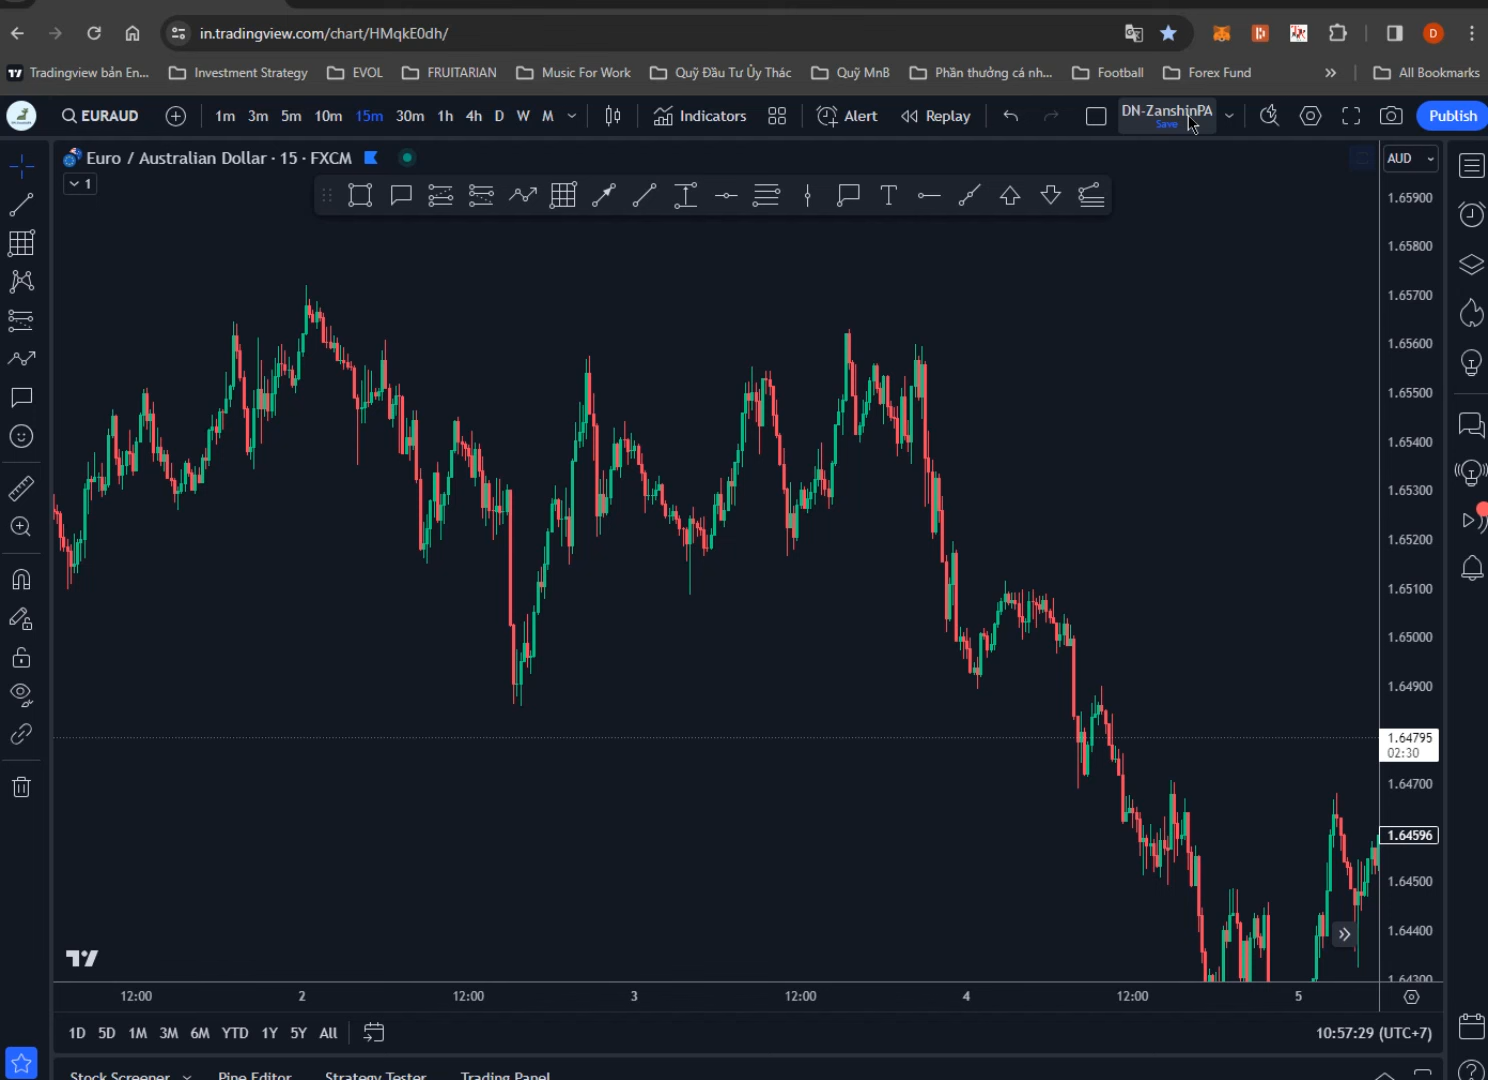 in.tradingview.com/chart/HMqkE0dh/
D
Tradingview bản En...
Investment Strategy
EVOL
FRUITARIAN
Music For Work
Quỹ Đầu Tư Ủy Thác
Quỹ MnB
Phần thưởng cá nh...
Football
Forex Fund
All Bookmarks
EURAUD
1m 3m 5m 10m 15m 30m 1h 4h D W M
Indicators
Alert
Replay
DN-ZanshinPA
Save
Publish
Euro / Australian Dollar · 15 · FXCM
AUD
1
1.65900
1.65800
1.65700
1.65600
1.65500
1.65400
1.65300
1.65200
1.65100
1.65000
1.64900
1.64795
02:30
1.64700
1.64596
1.64500
1.64400
1.64300
12:00 2 12:00 3 12:00 4 12:00 5
1D 5D 1M 3M 6M YTD 1Y 5Y All
10:57:29 (UTC+7)
Stock Screener
Pine Editor
Strategy Tester
Trading Panel